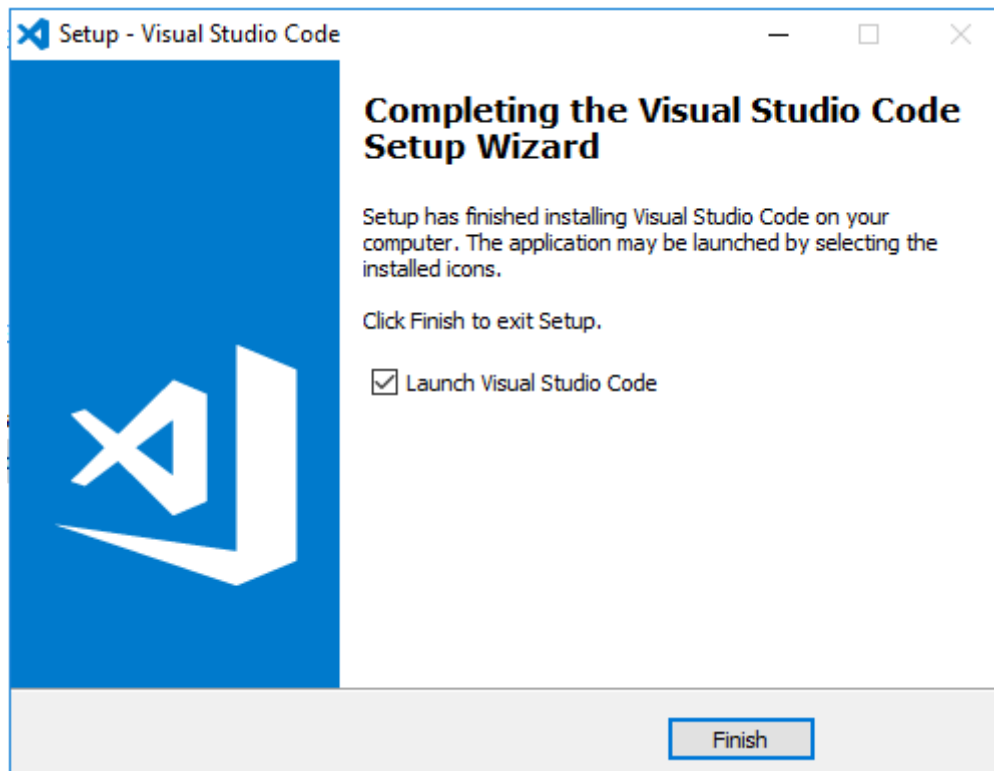 Setup - Visual Studio Code
Completing the Visual Studio Code
Setup Wizard
Setup has finished installing Visual Studio Code on your
computer. The application may be launched by selecting the
installed icons.
Click Finish to exit Setup.
Launch Visual Studio Code
Finish